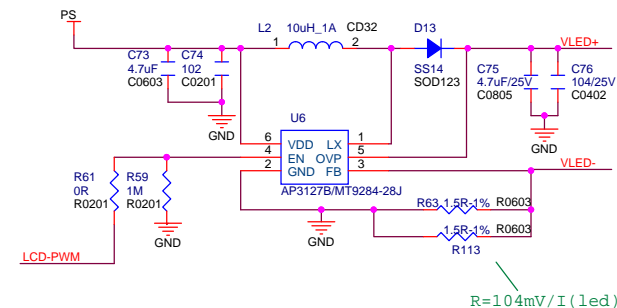 PS
L2 10uH_1A CD32
1 2
D13
SS14
SOD123
VLED+
C73
4.7uF
C0603
C74
102
C0201
GND
C75
4.7uF/25V
C0805
C76
104/25V
C0402
GND
U6
6 VDD LX 1
4 EN OVP 5
2 GND FB 3
AP3127B/MT9284-28J
VLED-
R61
0R
R0201
R59
1M
R0201
GND
GND
R63 1.5R-1% R0603
1.5R-1% R0603
R113
LCD-PWM
R=104mV/I(led)